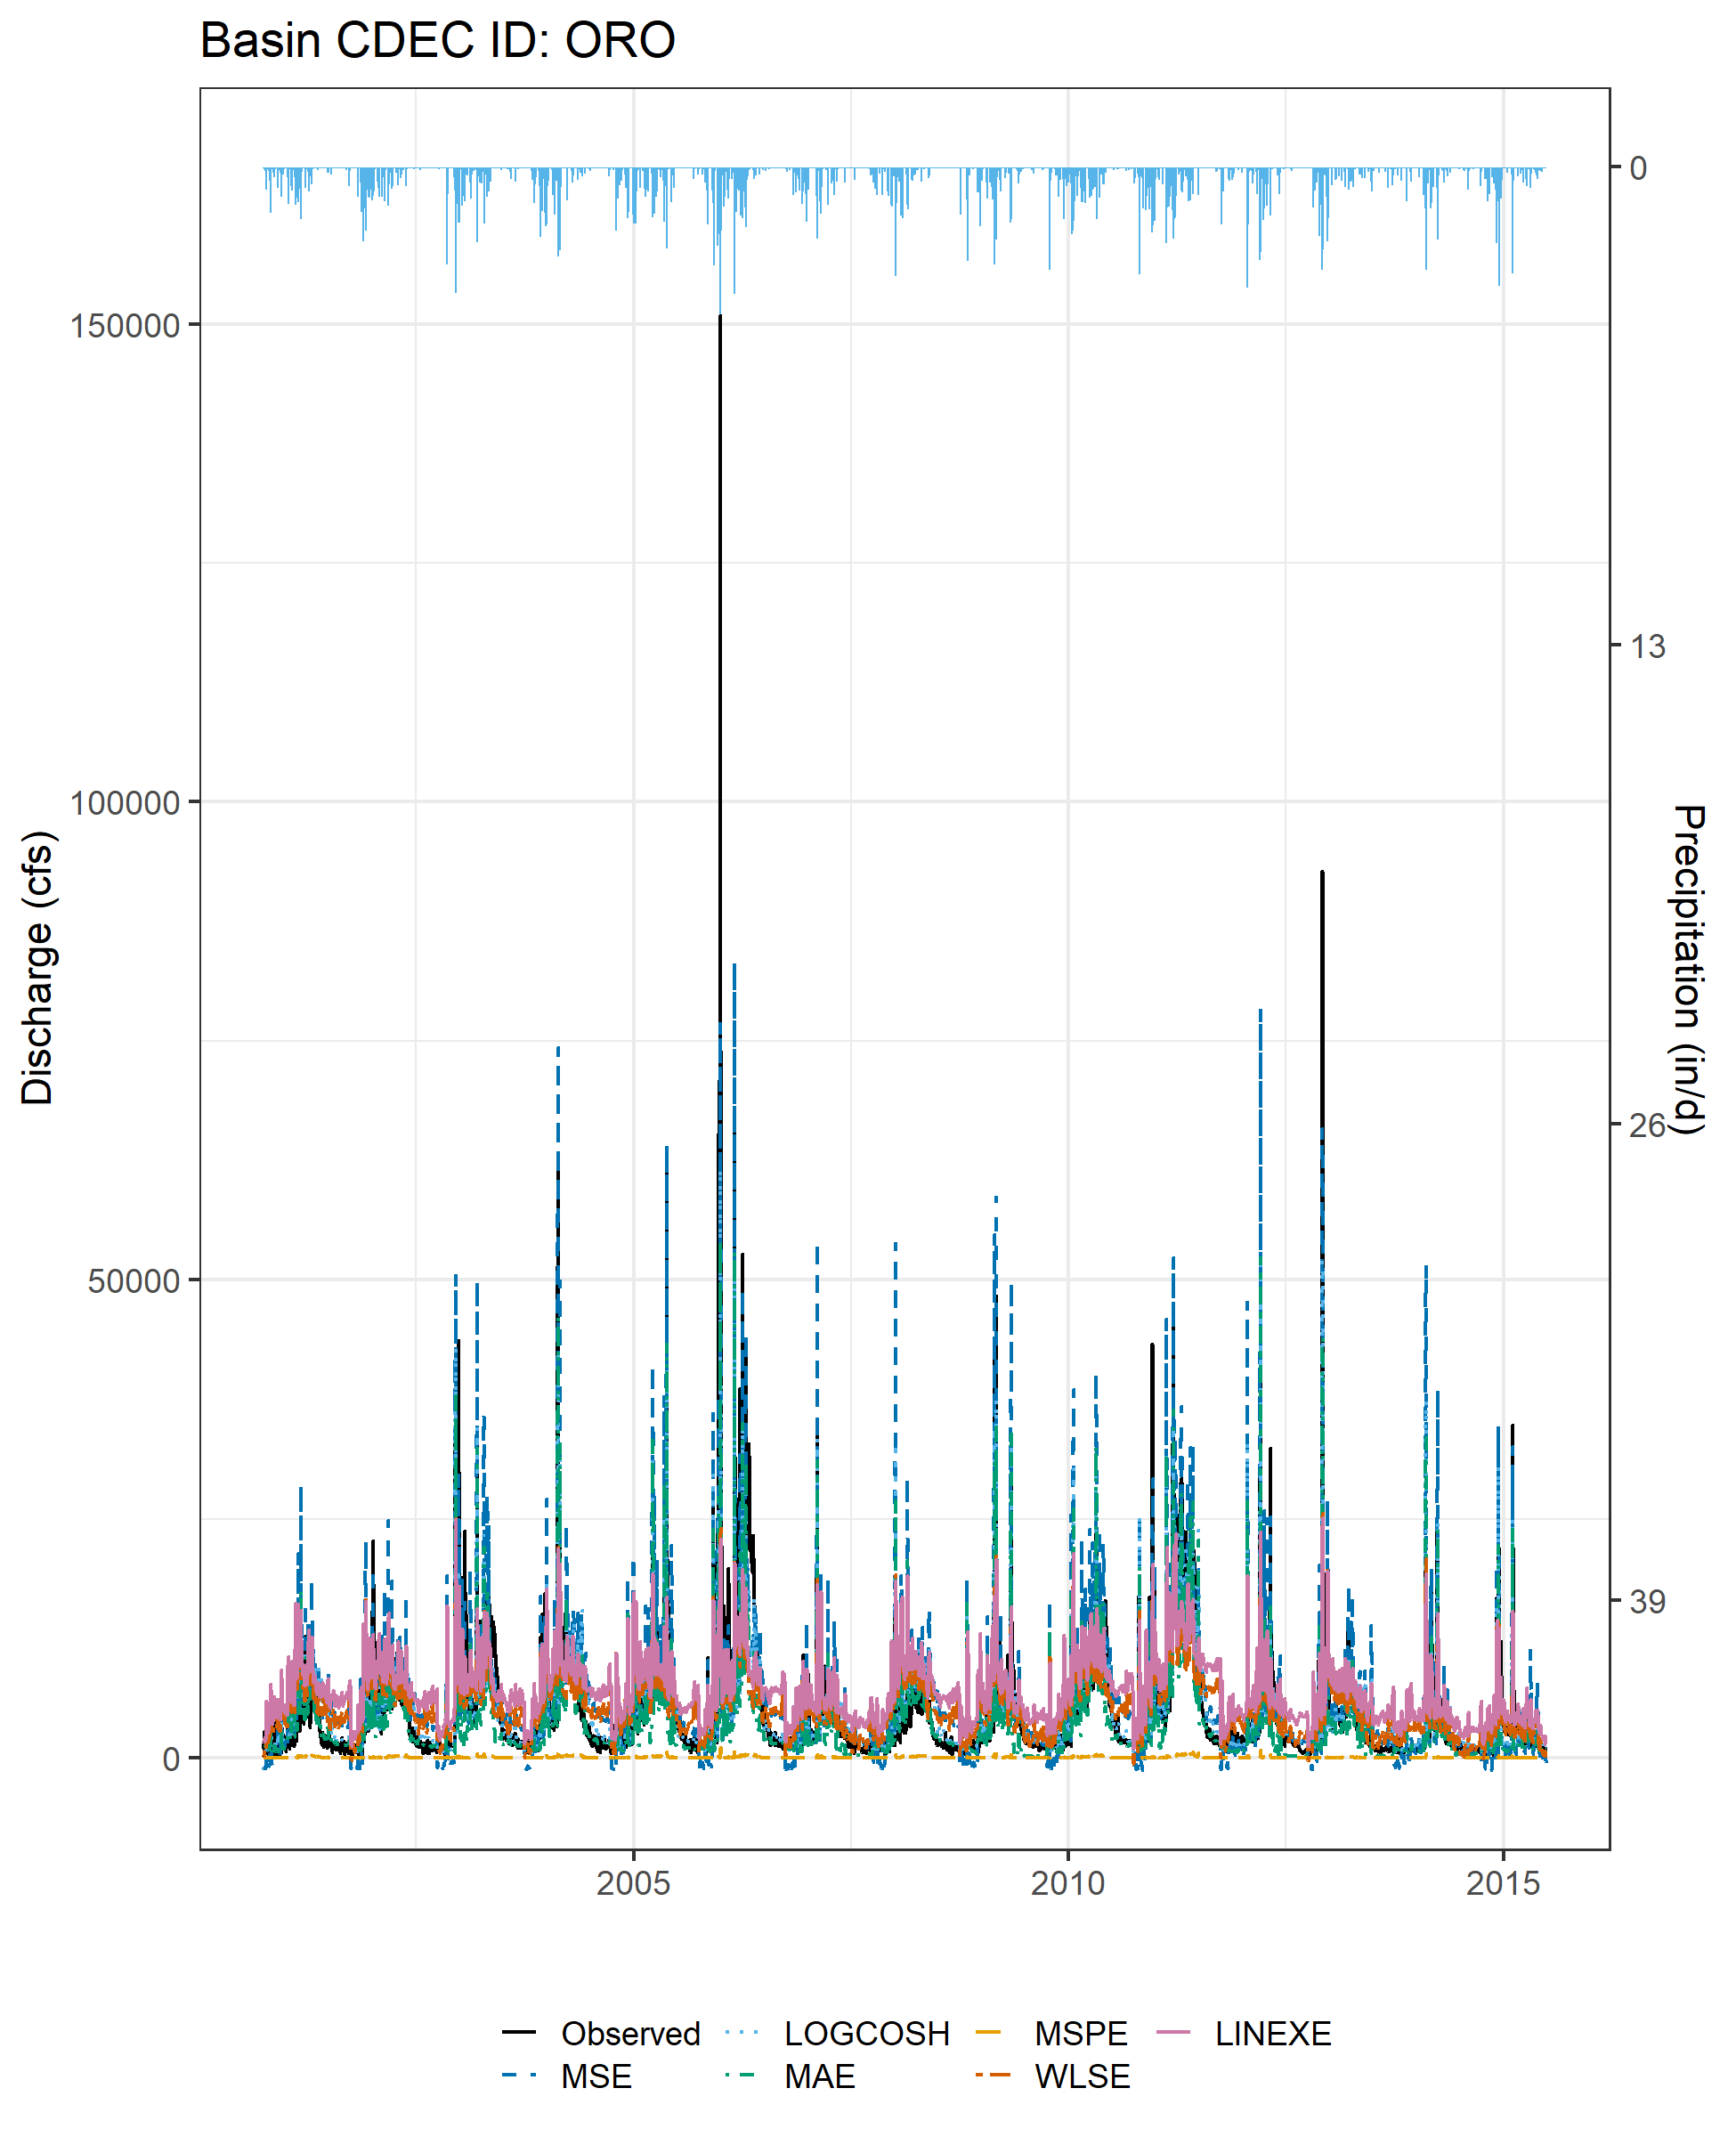 Basin CDEC ID: ORO
0
150000
13
100000
Discharge (cfs)
Precipitation (in/d)
26
50000
39
0
2005 2010 2015
Observed LOGCOSH MSPE LINEXE
MSE MAE WLSE